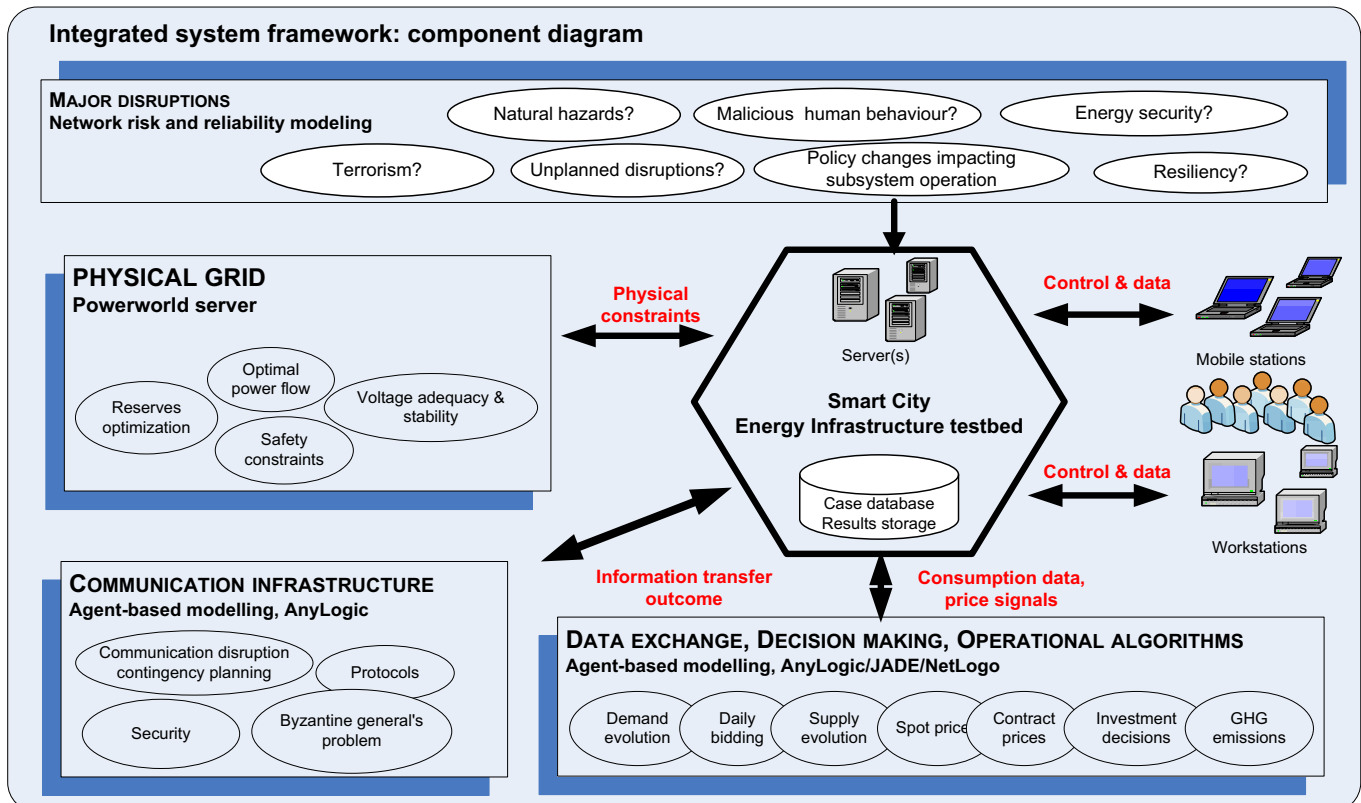 Integrated system framework: component diagram
MAJOR DISRUPTIONS
Network risk and reliability modeling
Natural hazards?
Malicious human behaviour?
Energy security?
Terrorism?
Unplanned disruptions?
Policy changes impacting
subsystem operation
Resiliency?
PHYSICAL GRID
Powerworld server
Optimal
power flow
Reserves
optimization
Voltage adequacy &
stability
Safety
constraints
Physical
constraints
Server(s)
Smart City
Energy Infrastructure testbed
Case database
Results storage
Control & data
Mobile stations
Control & data
Workstations
COMMUNICATION INFRASTRUCTURE
Agent-based modelling, AnyLogic
Communication disruption
contingency planning
Protocols
Security
Byzantine general's
problem
Information transfer
outcome
Consumption data,
price signals
DATA EXCHANGE, DECISION MAKING, OPERATIONAL ALGORITHMS
Agent-based modelling, AnyLogic/JADE/NetLogo
Demand
evolution
Daily
bidding
Supply
evolution
Spot price
Contract
prices
Investment
decisions
GHG
emissions